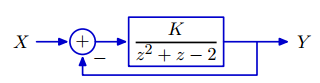 X + − K / (z² + z − 2) Y